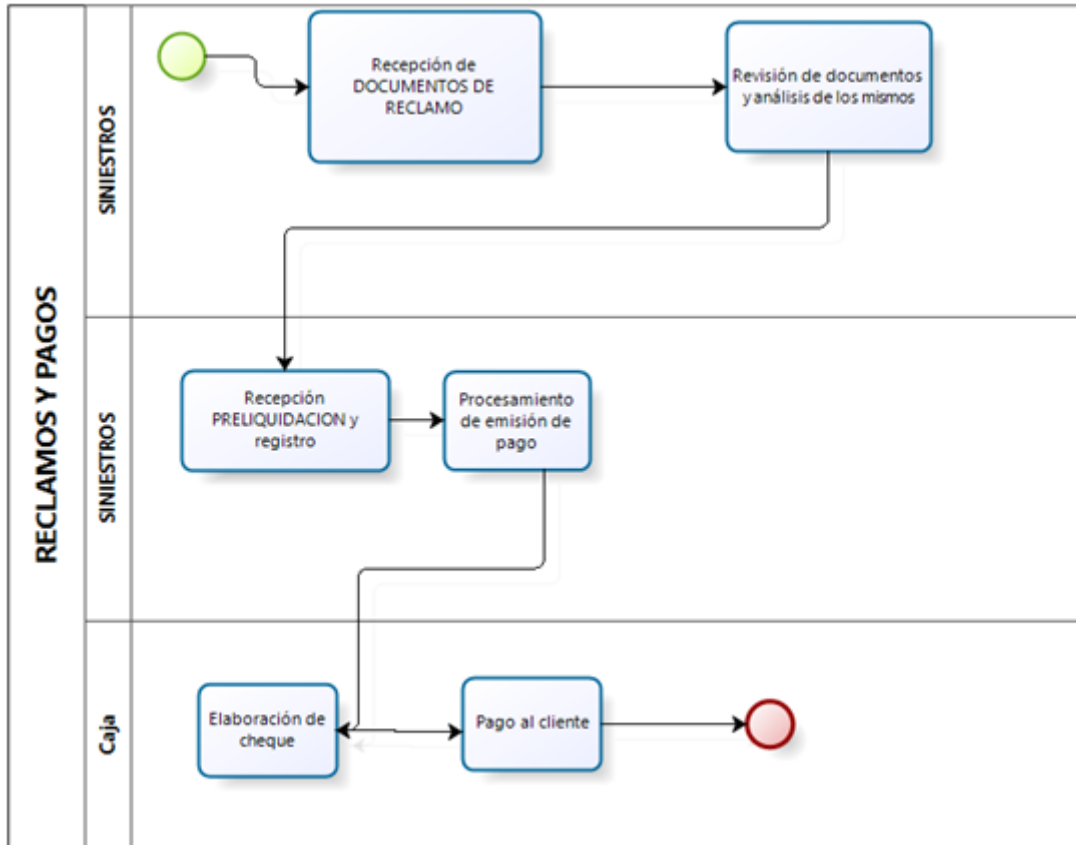 RECLAMOS Y PAGOS
SINIESTROS
Recepción de
DOCUMENTOS DE
RECLAMO
Revisión de documentos
y análisis de los mismos
SINIESTROS
Recepción
PRELIQUIDACION y
registro
Procesamiento
de emisión de
pago
Caja
Elaboración de
cheque
Pago al cliente